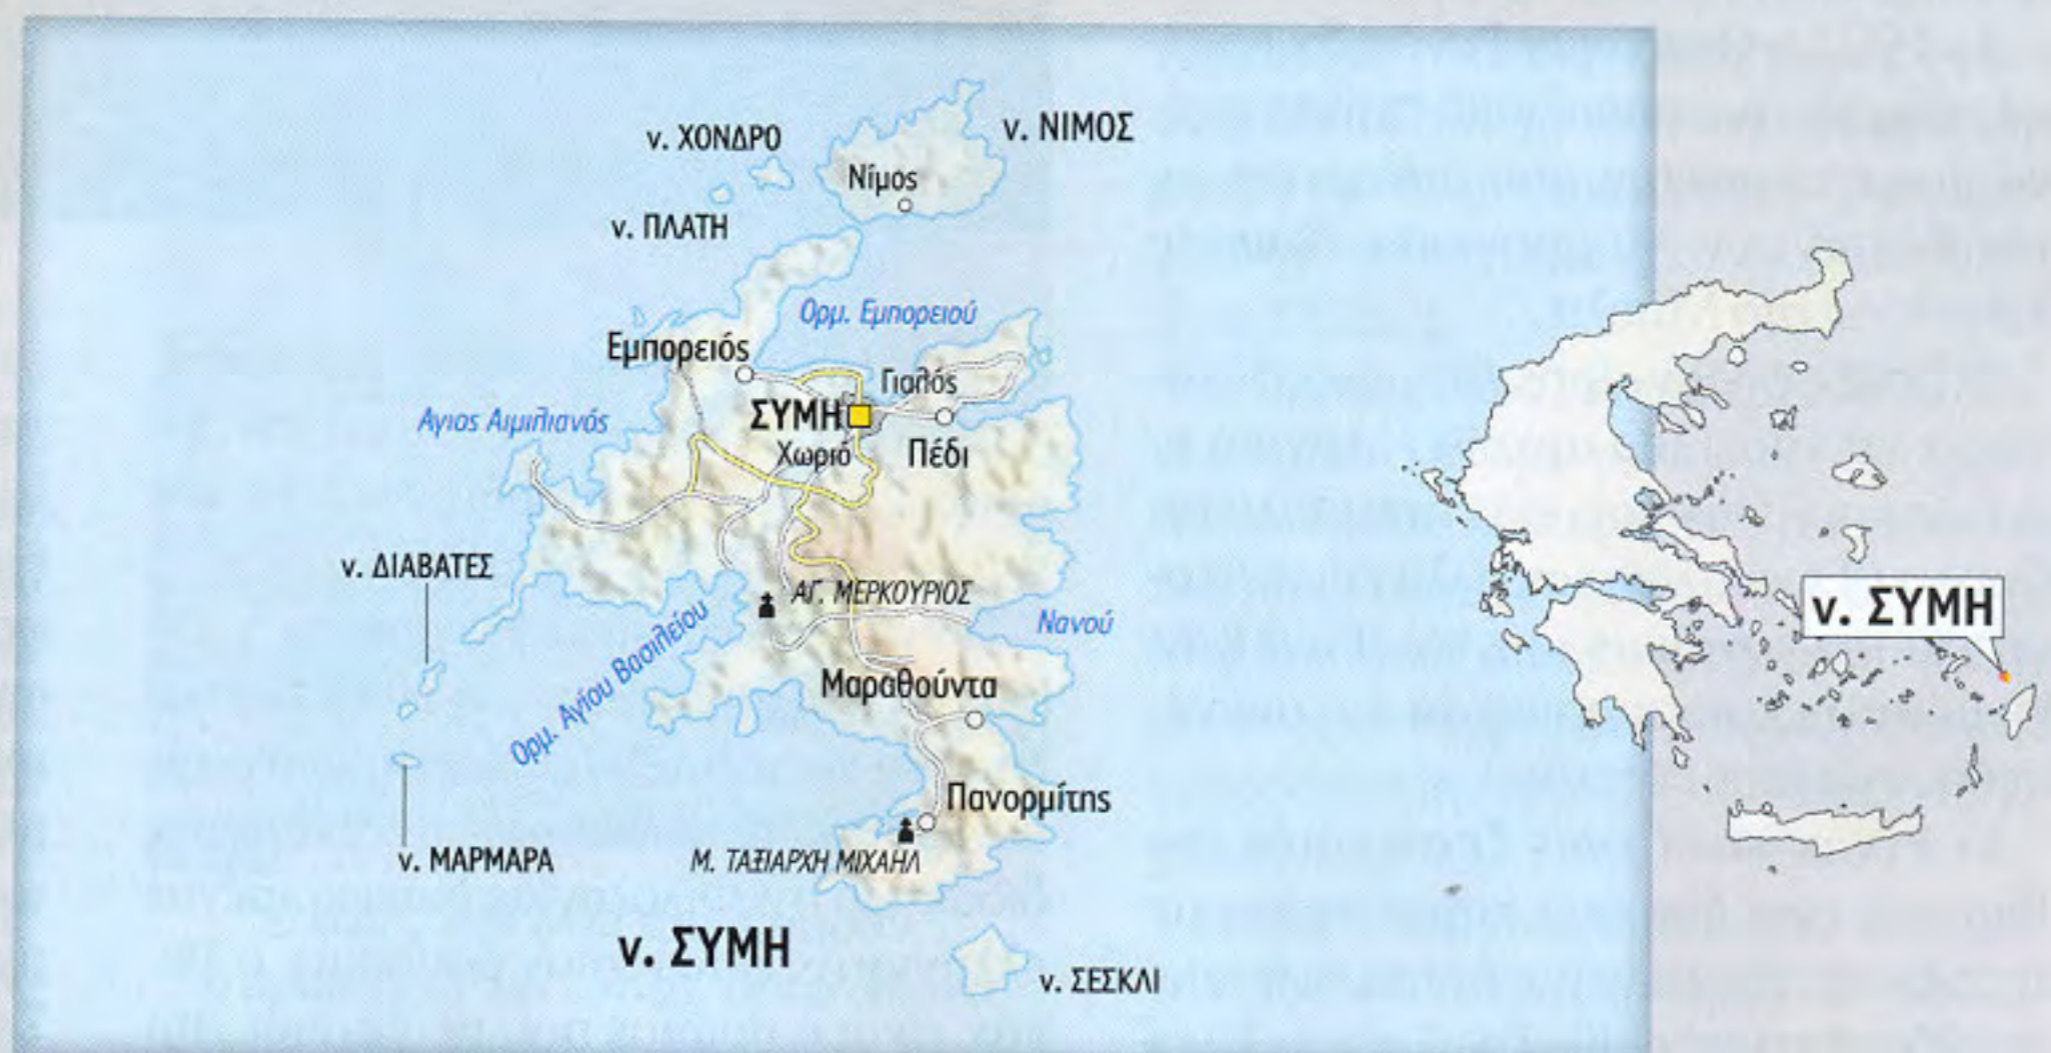 ν. ΧΟΝΔΡΟ
ν. ΝΙΜΟΣ
Νίμος
ν. ΠΛΑΤΗ
Ορμ. Εμπορειού
Εμπορειός
Γιαλός
Αγιος Αιμιλιανός
ΣΥΜΗ
Χωριό
Πέδι
ν. ΔΙΑΒΑΤΕΣ
ΑΓ. ΜΕΡΚΟΥΡΙΟΣ
Νανού
Ορμ. Αγίου Βασιλείου
Μαραθούντα
Πανορμίτης
ν. ΜΑΡΜΑΡΑ
Μ. ΤΑΞΙΑΡΧΗ ΜΙΧΑΗΛ
ν. ΣΥΜΗ
ν. ΣΕΣΚΛΙ
ν. ΣΥΜΗ